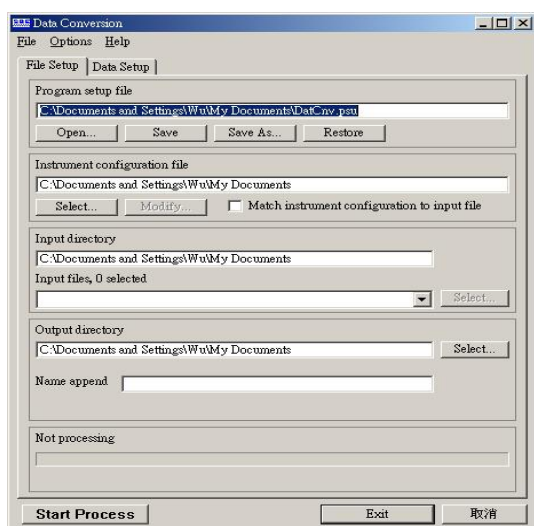 Data Conversion
File Options Help
File Setup Data Setup
Program setup file
C:\Documents and Settings\Wu\My Documents\DatCnv.psu
Open... Save Save As... Restore
Instrument configuration file
C:\Documents and Settings\Wu\My Documents
Select... Modify... Match instrument configuration to input file
Input directory
C:\Documents and Settings\Wu\My Documents
Input files, 0 selected
Select...
Output directory
C:\Documents and Settings\Wu\My Documents Select...
Name append
Not processing
Start Process Exit 取消